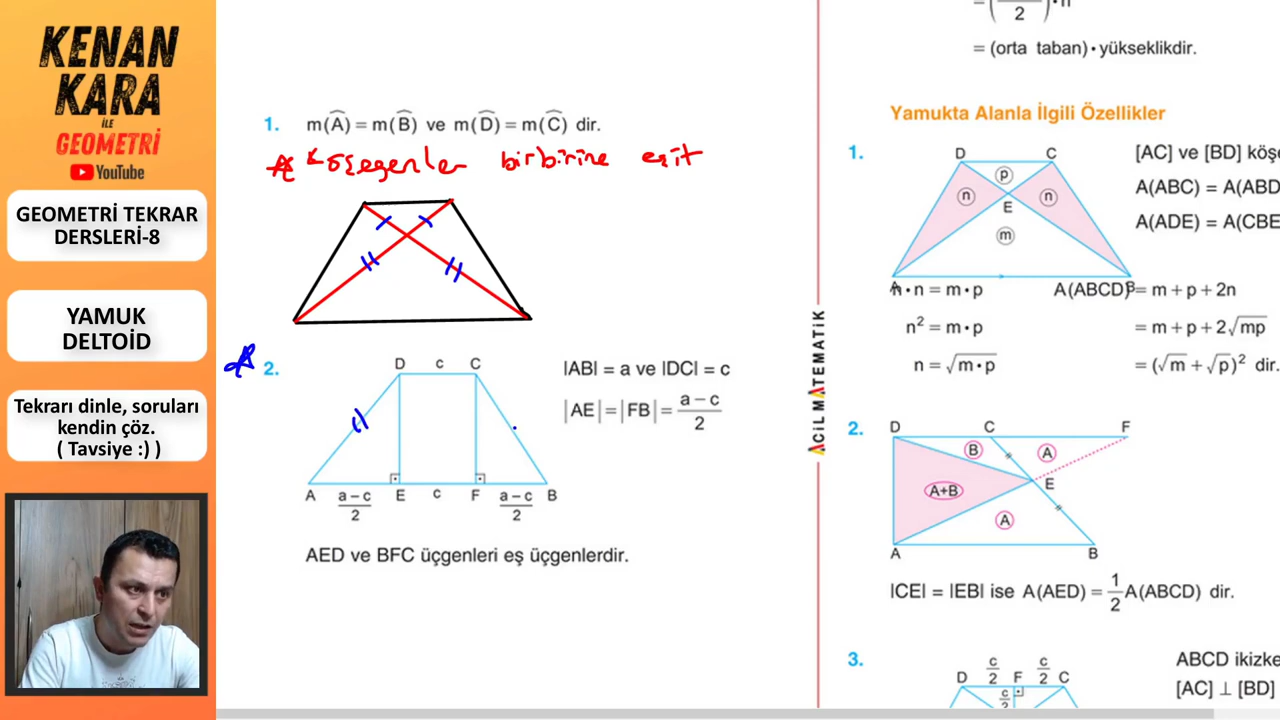 KENAN
KARA
İLE
GEOMETRİ
YouTube
GEOMETRİ TEKRAR
DERSLERİ-8
YAMUK
DELTOİD
Tekrarı dinle, soruları
kendin çöz.
( Tavsiye :) )
1. m(A) = m(B) ve m(D) = m(C) dir.
Köşegenler birbirine eşit
2.
D c C
A a – c / 2 E c F a – c / 2 B
|AB| = a ve |DC| = c
|AE| = |FB| = a – c / 2
AED ve BFC üçgenleri eş üçgenlerdir.
ACİL MATEMATİK
2
= (orta taban) • yükseklikdir.
Yamukta Alanla İlgili Özellikler
1.
D C
p
n n
E
m
A B
[AC] ve [BD] köşe
A(ABC) = A(ABD
A(ADE) = A(CBE
n • n = m • p
n² = m • p
n = √m • p
A(ABCD) = m + p + 2n
= m + p + 2√mp
= (√m + √p)² dir.
2.
D C F
B A
A+B E
A
A B
|CE| = |EB| ise A(AED) = 1/2 A(ABCD) dir.
3.
c/2 c/2
D F C
c/2
ABCD ikizke
[AC] ⊥ [BD]